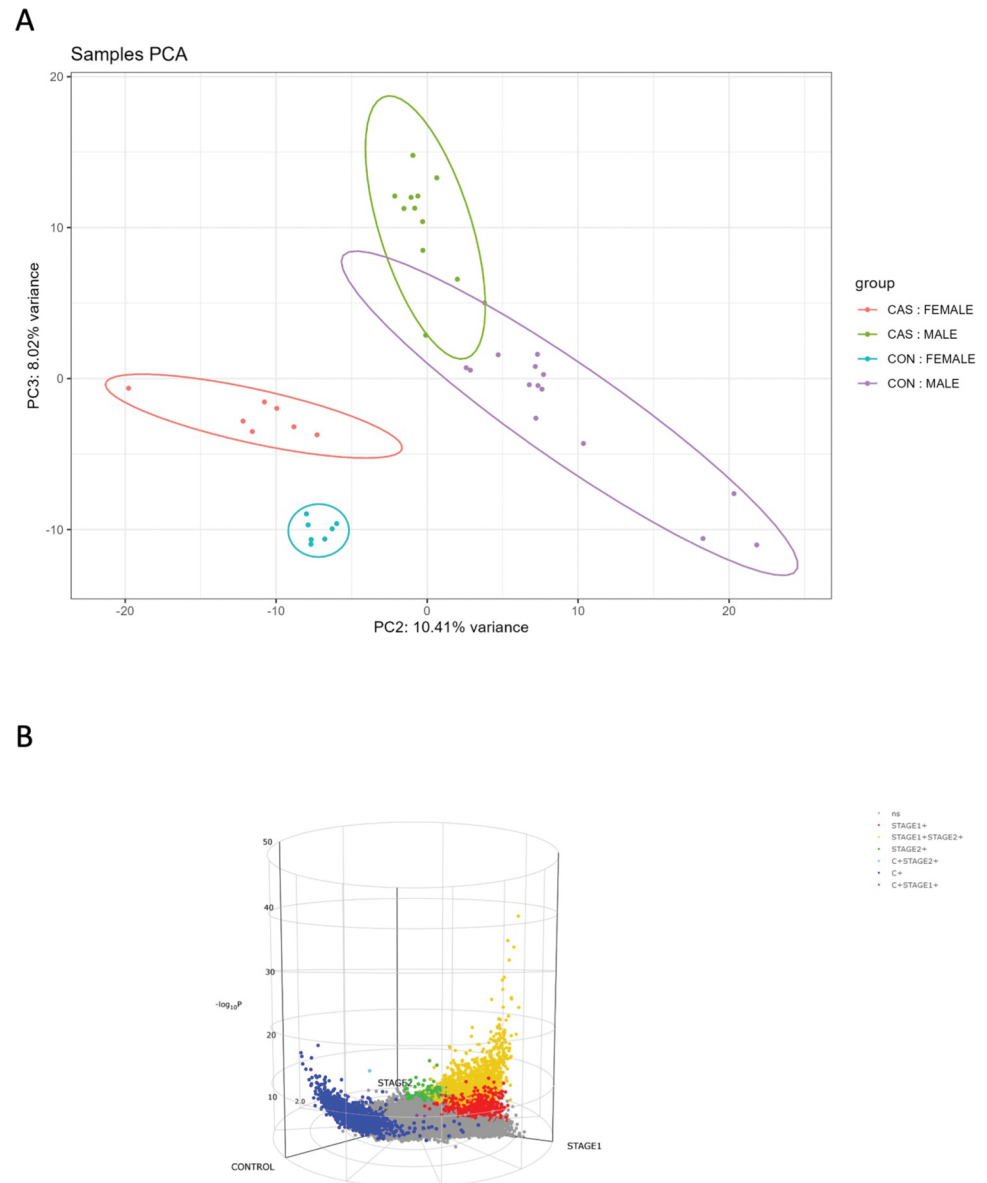 A
Samples PCA
20
10
0
-10
PC3: 8.02% variance
-20
-10
0
10
20
PC2: 10.41% variance
group
CAS : FEMALE
CAS : MALE
CON : FEMALE
CON : MALE
B
50
40
30
20
10
-log10P
2.0
STAGE2
CONTROL
STAGE1
ns
STAGE1+
STAGE1+STAGE2+
STAGE2+
C+STAGE2+
C+
C+STAGE1+